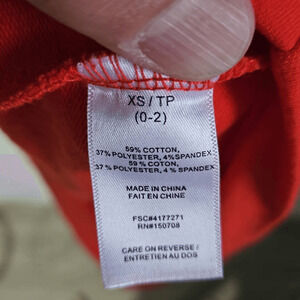 XS / TP
(0-2)
59% COTTON,
37% POLYESTER, 4% SPANDEX
59 % COTON,
37 % POLYESTER, 4 % SPANDEX
MADE IN CHINA
FAIT EN CHINE
FSC#4177271
RN#150708
CARE ON REVERSE /
ENTRETIEN AU DOS